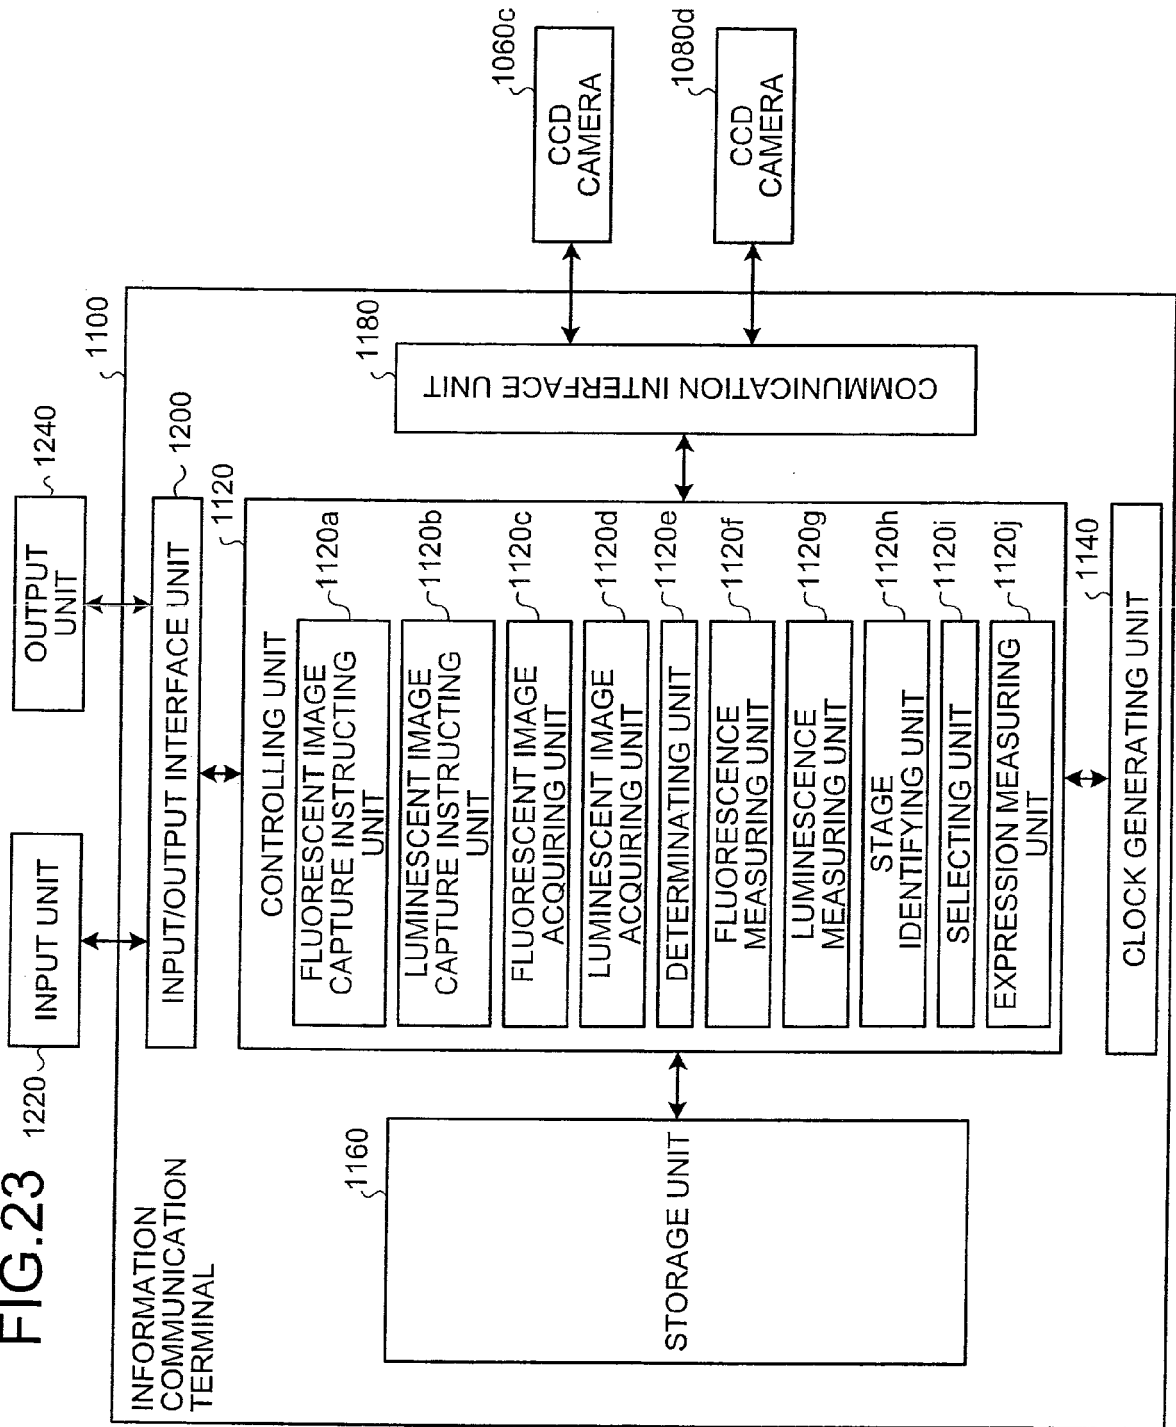 FIG.23
1220
INPUT UNIT
OUTPUT
UNIT
1240
1100
INFORMATION
COMMUNICATION
TERMINAL
INPUT/OUTPUT INTERFACE UNIT
1200
1120
CONTROLLING UNIT
FLUORESCENT IMAGE
CAPTURE INSTRUCTING
UNIT
1120a
LUMINESCENT IMAGE
CAPTURE INSTRUCTING
UNIT
1120b
FLUORESCENT IMAGE
ACQUIRING UNIT
1120c
LUMINESCENT IMAGE
ACQUIRING UNIT
1120d
DETERMINATING UNIT
1120e
FLUORESCENCE
MEASURING UNIT
1120f
LUMINESCENCE
MEASURING UNIT
1120g
STAGE
IDENTIFYING UNIT
1120h
SELECTING UNIT
1120i
EXPRESSION MEASURING
UNIT
1120j
1160
STORAGE UNIT
1180
COMMUNICATION INTERFACE UNIT
CCD
CAMERA
1060c
CCD
CAMERA
1080d
CLOCK GENERATING UNIT
1140